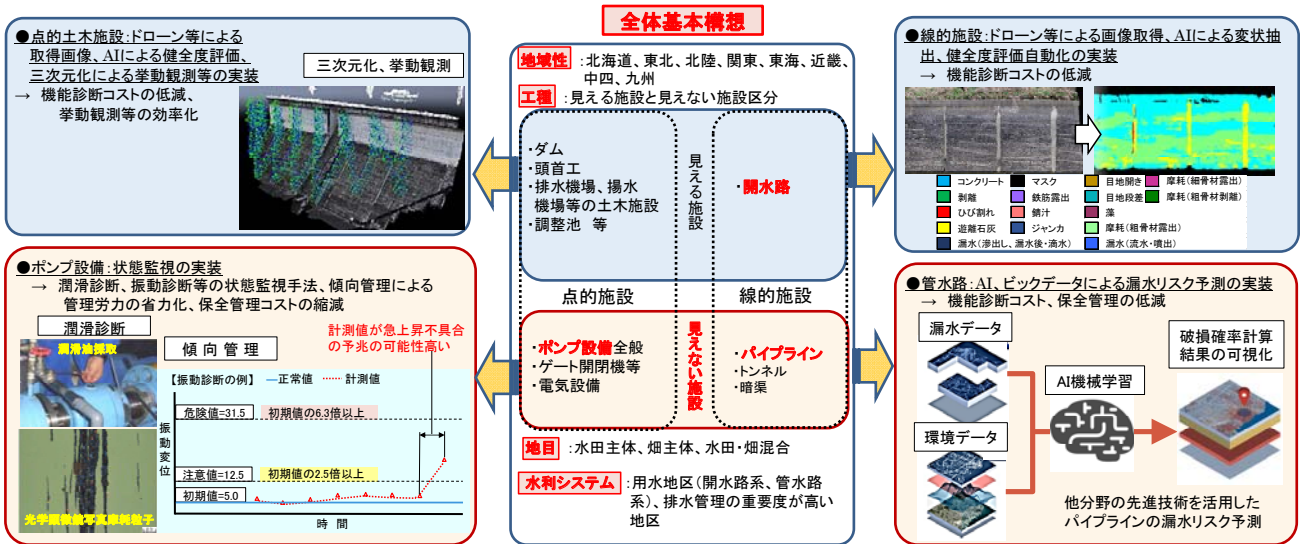 全体基本構想
●点的土木施設:ドローン等による
取得画像、AIによる健全度評価、
三次元化による挙動観測等の実装
→ 機能診断コストの低減、
挙動観測等の効率化
三次元化、挙動観測
地域性:北海道、東北、北陸、関東、東海、近畿、
中四、九州
工種:見える施設と見えない施設区分
・ダム
・頭首工
・排水機場、揚水
機場等の土木施設
・調整池 等
見える施設
・開水路
点的施設
線的施設
・ポンプ設備全般
・ゲート開閉機等
・電気設備
見えない施設
・パイプライン
・トンネル
・暗渠
地目:水田主体、畑主体、水田・畑混合
水利システム:用水地区(開水路系、管水路
系)、排水管理の重要度が高い
地区
●線的施設:ドローン等による画像取得、AIによる変状抽
出、健全度評価自動化の実装
→ 機能診断コストの低減
コンクリート
マスク
目地開き
摩耗(細骨材露出)
剥離
鉄筋露出
目地段差
摩耗(粗骨材剥離)
ひび割れ
錆汁
藻
遊離石灰
ジャンカ
摩耗(粗骨材露出)
漏水(滲出し、漏水後・滴水)
漏水(流水・噴出)
●ポンプ設備:状態監視の実装
→ 潤滑診断、振動診断等の状態監視手法、傾向管理による
管理労力の省力化、保全管理コストの縮減
潤滑診断
潤滑油採取
光学顕微鏡写真摩耗粒子
傾向管理
計測値が急上昇不具合
の予兆の可能性高い
【振動診断の例】 正常値 計測値
危険値=31.5 初期値の6.3倍以上
振動変位
注意値=12.5 初期値の2.5倍以上
初期値=5.0
時間
●管水路:AI、ビックデータによる漏水リスク予測の実装
→ 機能診断コスト、保全管理の低減
漏水データ
環境データ
AI機械学習
破損確率計算
結果の可視化
他分野の先進技術を活用した
パイプラインの漏水リスク予測